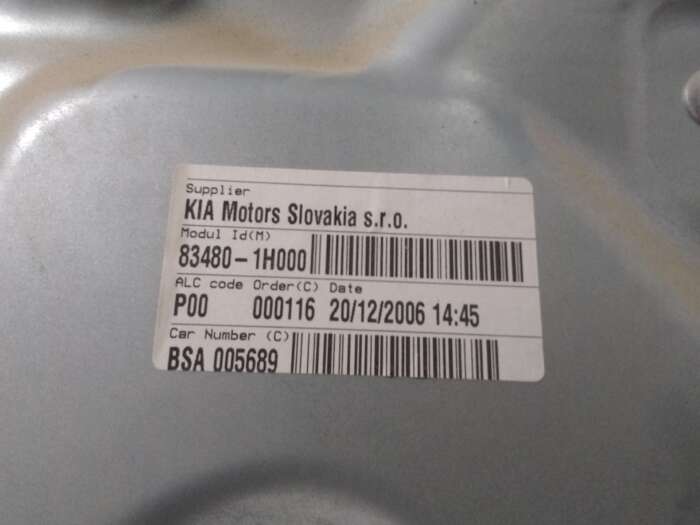 Supplier
KIA Motors Slovakia s.r.o.
Modul Id(M)
83480-1H000
ALC code Order(C) Date
P00 000116 20/12/2006 14:45
Car Number (C)
BSA 005689